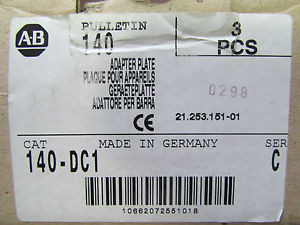 AB
BULLETIN
140
3
PCS
ADAPTER PLATE
PLAQUE POUR APPAREILS
GERAETEPLATTE
ADATTORE PER BARRA
0298
CE
21.253.151-01
CAT
MADE IN GERMANY
SER
140-DC1
C
10662072551018